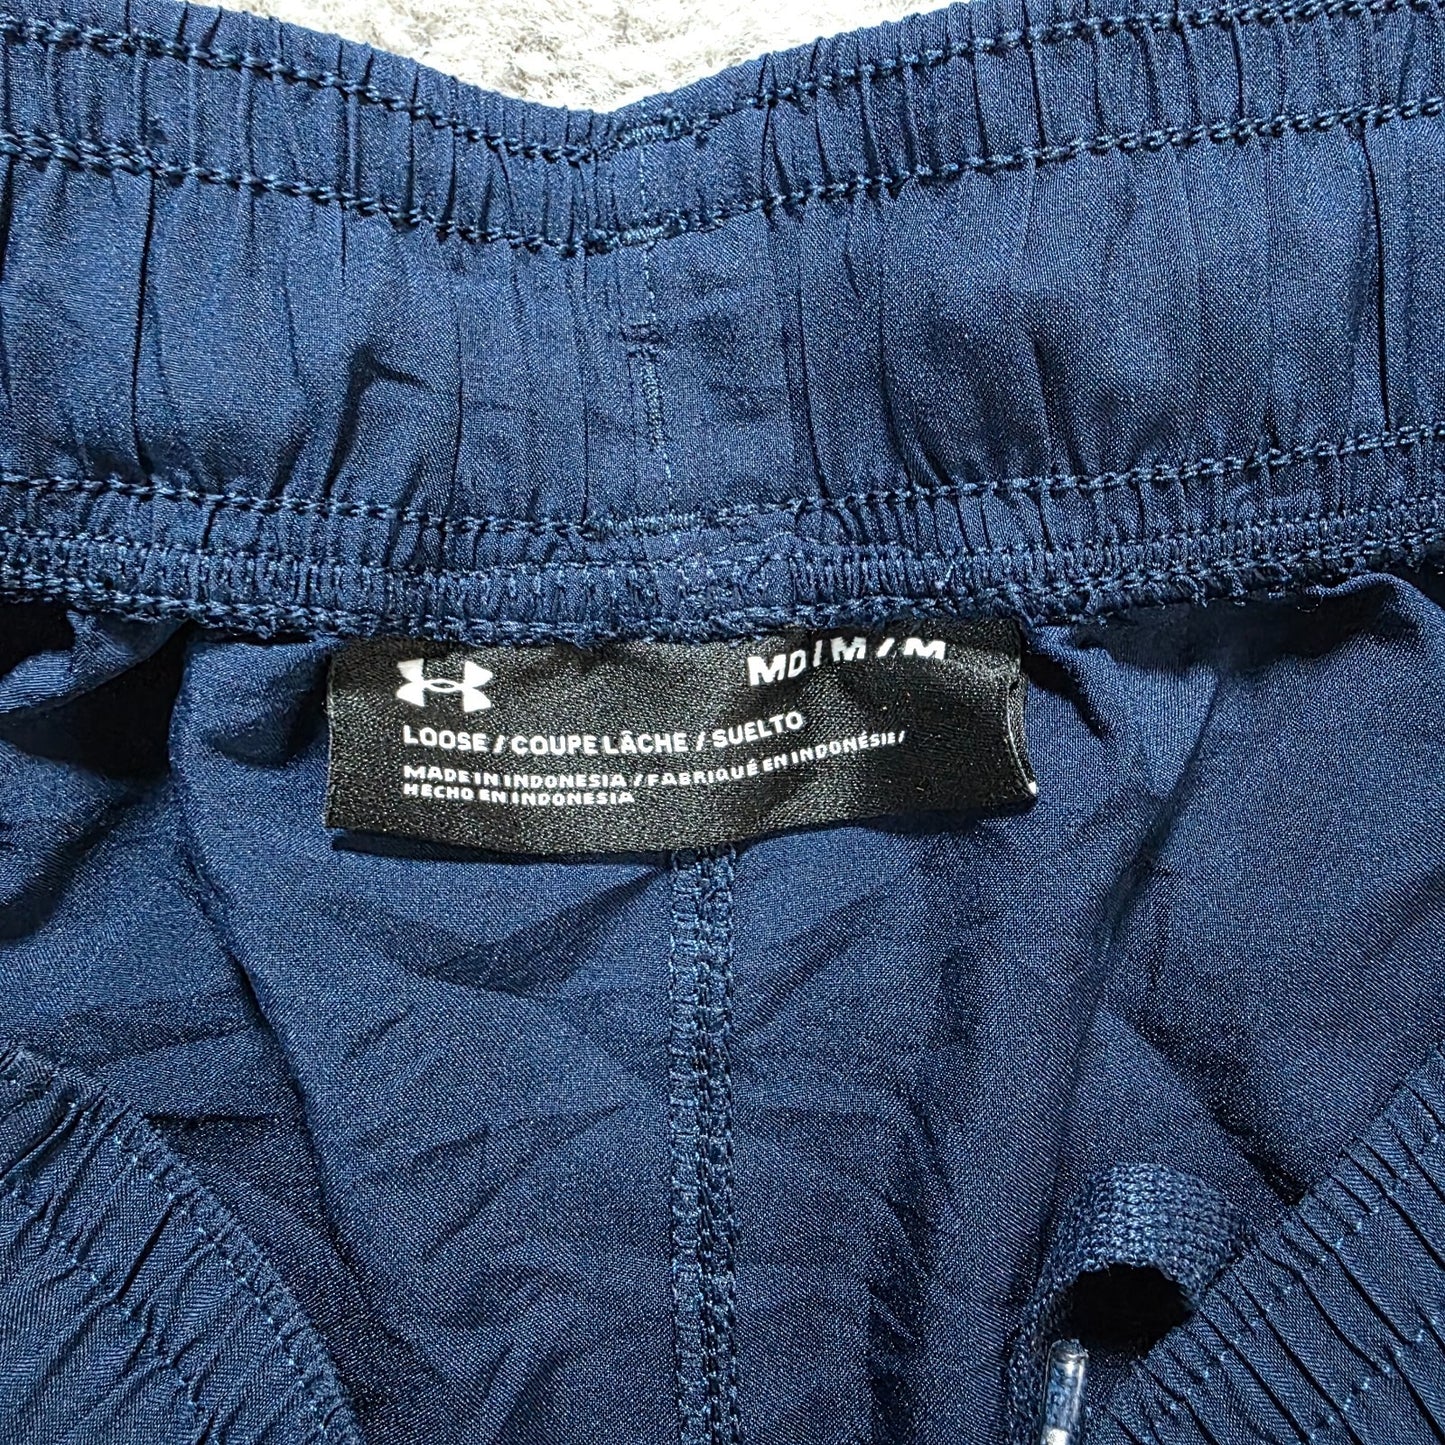 MD / M / M
LOOSE / COUPE LÂCHE / SUELTO
MADE IN INDONESIA / FABRIQUÉ EN INDONÉSIE /
HECHO EN INDONESIA